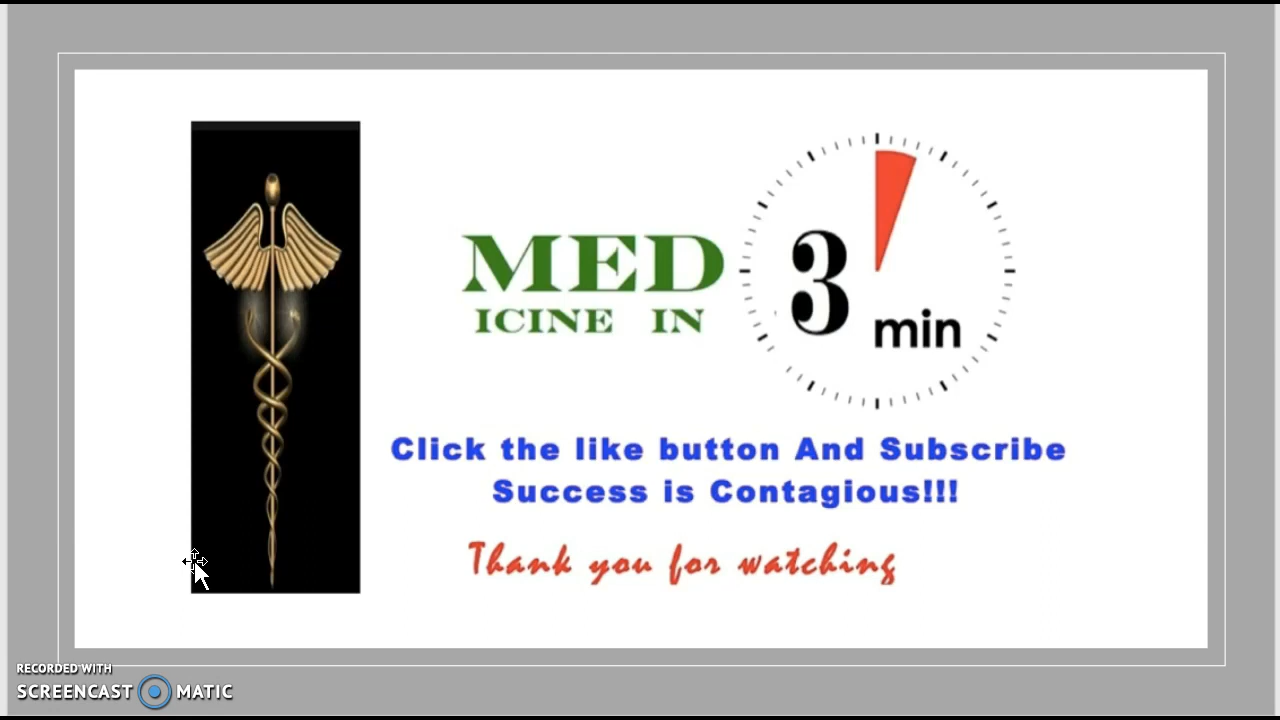 MED
ICINE IN
3
min
Click the like button And Subscribe
Success is Contagious!!!
Thank you for watching
RECORDED WITH
SCREENCAST MATIC